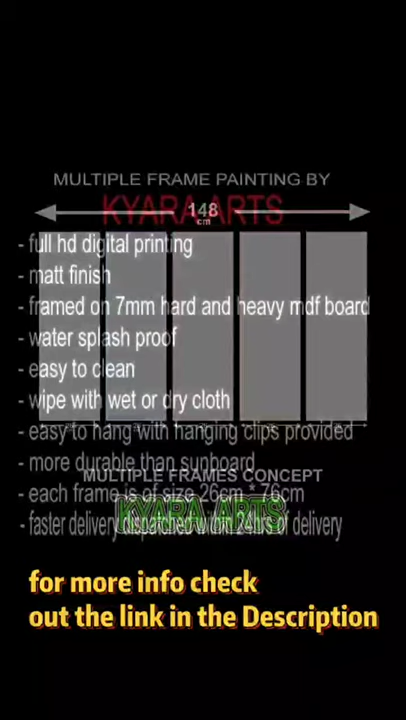 MULTIPLE FRAME PAINTING BY
KYARA ARTS
148
cm
- full hd digital printing
- matt finish
- framed on 7mm hard and heavy mdf board
- water splash proof
- easy to clean
- wipe with wet or dry cloth
- easy to hang with hanging clips provided
- more durable than sunboard
MULTIPLE FRAMES CONCEPT
- each frame is of size 26cm * 76cm
KYARA ARTS
- faster delivery dispatched within 24hrs of delivery
for more info check
out the link in the Description